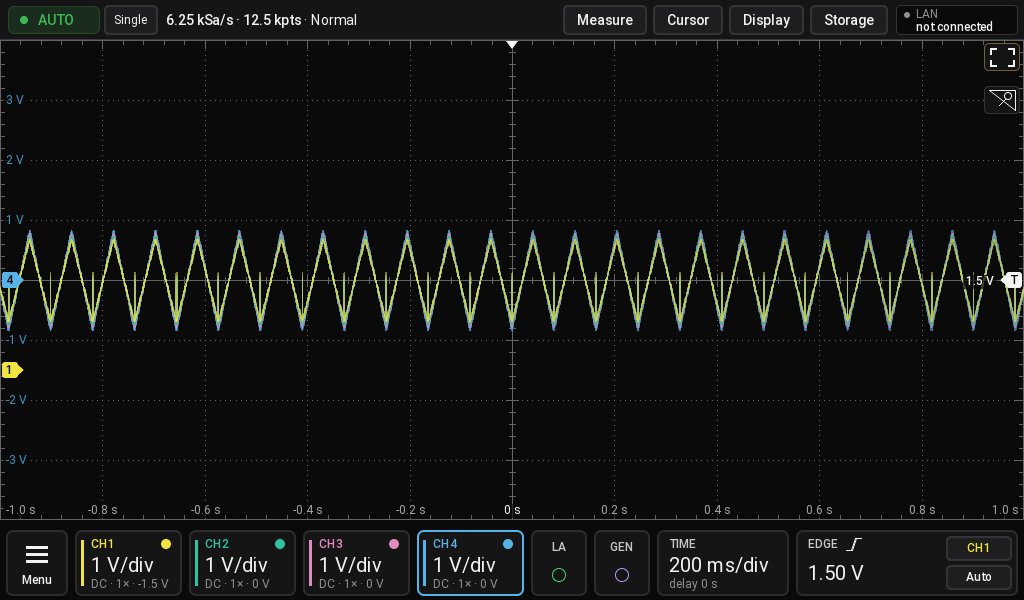 AUTO
Single
6.25 kSa/s · 12.5 kpts · Normal
Measure
Cursor
Display
Storage
LAN
not connected
3 V
2 V
1 V
4
1.5 V
T
-1 V
1
-2 V
-3 V
-1.0 s
-0.8 s
-0.6 s
-0.4 s
-0.2 s
0 s
0.2 s
0.4 s
0.6 s
0.8 s
1.0 s
Menu
CH1
1 V/div
DC · 1× · -1.5 V
CH2
1 V/div
DC · 1× · 0 V
CH3
1 V/div
DC · 1× · 0 V
CH4
1 V/div
DC · 1× · 0 V
LA
GEN
TIME
200 ms/div
delay 0 s
EDGE
1.50 V
CH1
Auto